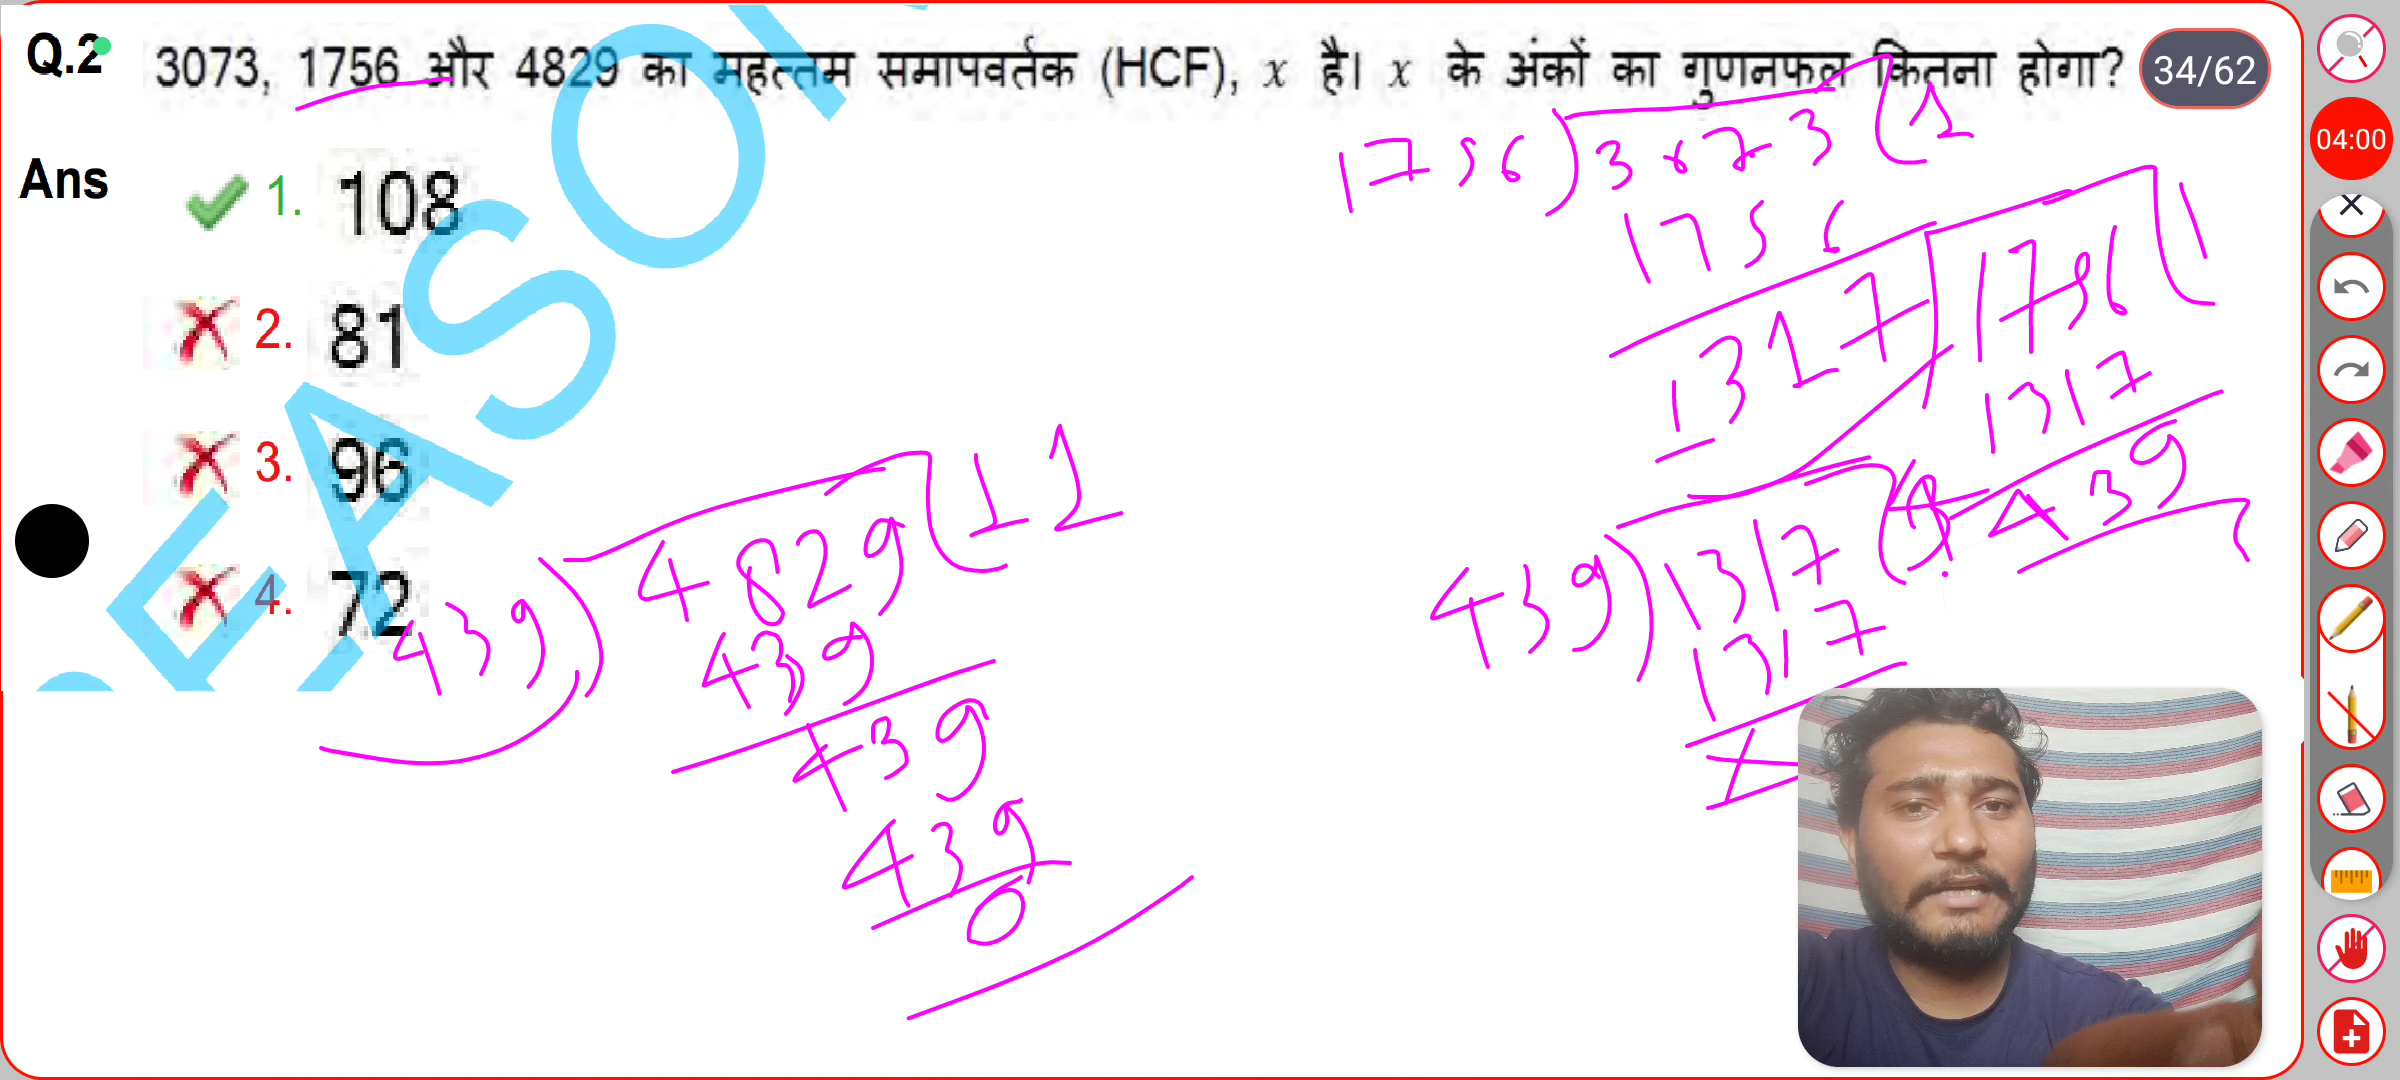 Q.2 3073, 1756 और 4829 का महत्तम समापवर्तक (HCF), x है। x के अंकों का गुणनफल कितना होगा?
34/62
04:00
Ans
1. 108
2. 81
3. 96
4. 72
REASON
1756) 3073 (1
1756
1317 1756 (1
1317
439
439) 1317 (
1317
x
439) 4829 (11
439
439
439
0